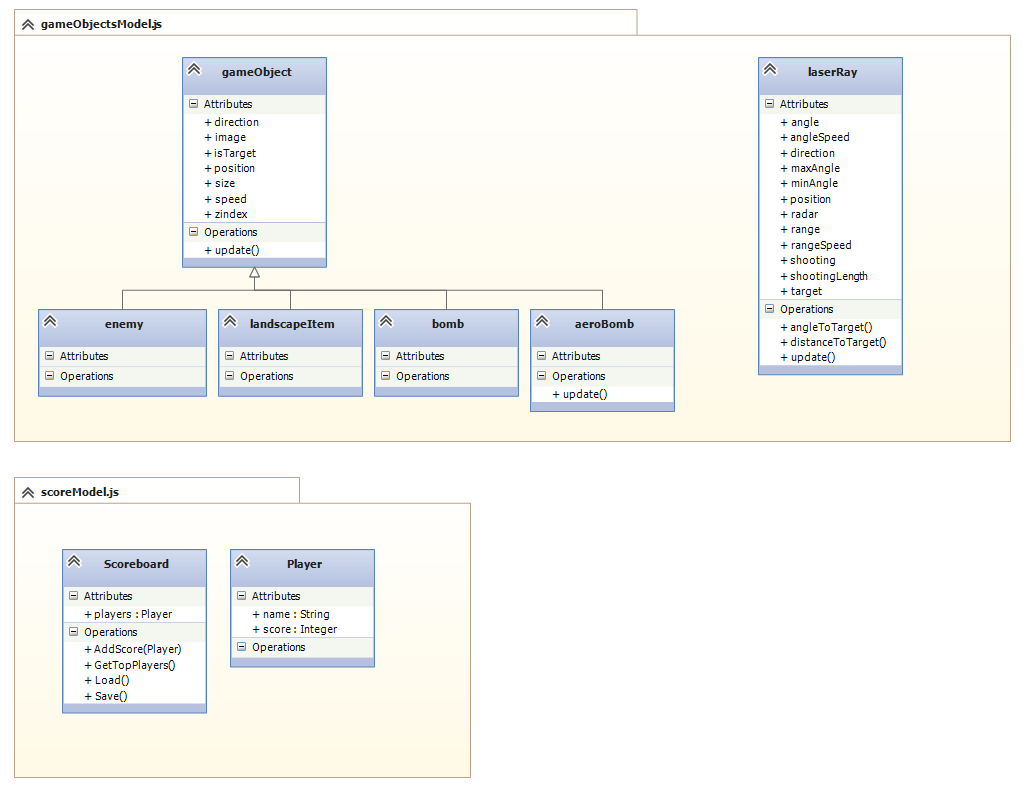 gameObjectsModel.js
gameObject
Attributes
+ direction
+ image
+ isTarget
+ position
+ size
+ speed
+ zindex
Operations
+ update()
laserRay
Attributes
+ angle
+ angleSpeed
+ direction
+ maxAngle
+ minAngle
+ position
+ radar
+ range
+ rangeSpeed
+ shooting
+ shootingLength
+ target
Operations
+ angleToTarget()
+ distanceToTarget()
+ update()
enemy
Attributes
Operations
landscapeItem
Attributes
Operations
bomb
Attributes
Operations
aeroBomb
Attributes
Operations
+ update()
scoreModel.js
Scoreboard
Attributes
+ players : Player
Operations
+ AddScore(Player)
+ GetTopPlayers()
+ Load()
+ Save()
Player
Attributes
+ name : String
+ score : Integer
Operations